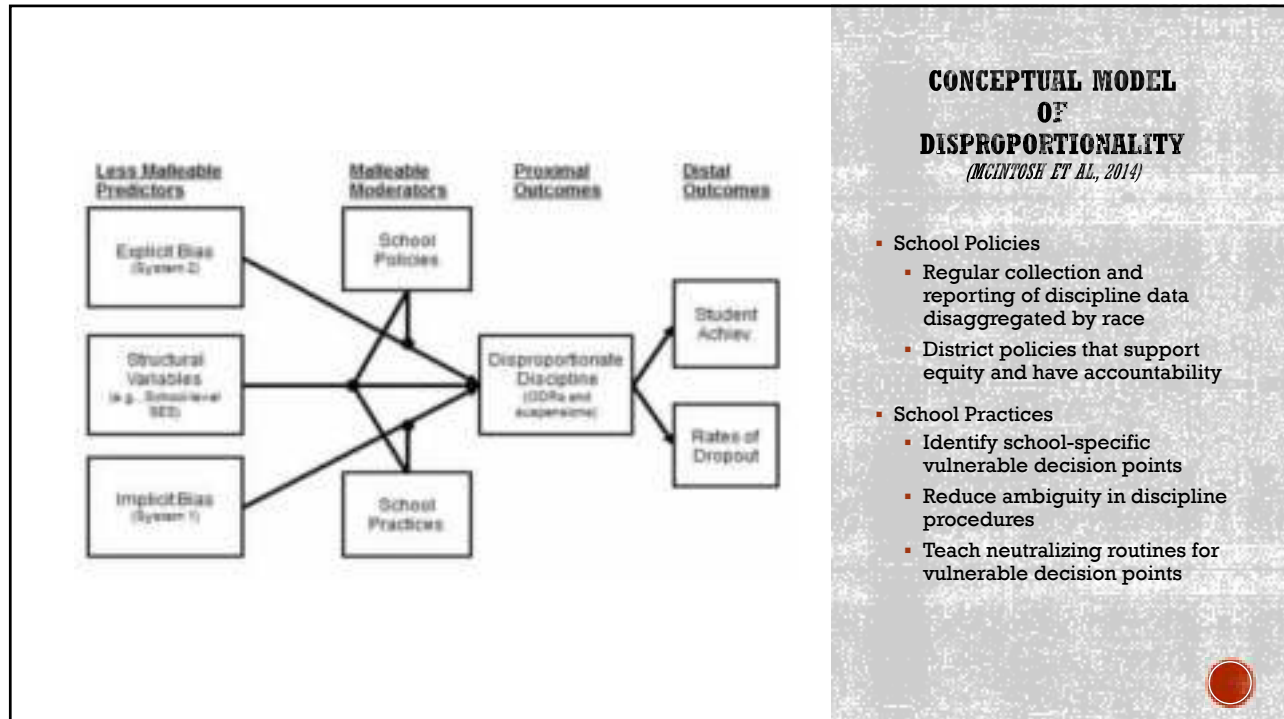 CONCEPTUAL MODEL
OF
DISPROPORTIONALITY
(MCINTOSH ET AL., 2014)
Less Malleable
Predictors
Malleable
Moderators
Proximal
Outcomes
Distal
Outcomes
Explicit Bias
(System 2)
Structural
Variables
(e.g., School-level
SES)
Implicit Bias
(System 1)
School
Policies
School
Practices
Disproportionate
Discipline
(ODRs and
suspensions)
Student
Achiev.
Rates of
Dropout
▪ School Policies
▪ Regular collection and
reporting of discipline data
disaggregated by race
▪ District policies that support
equity and have accountability
▪ School Practices
▪ Identify school-specific
vulnerable decision points
▪ Reduce ambiguity in discipline
procedures
▪ Teach neutralizing routines for
vulnerable decision points